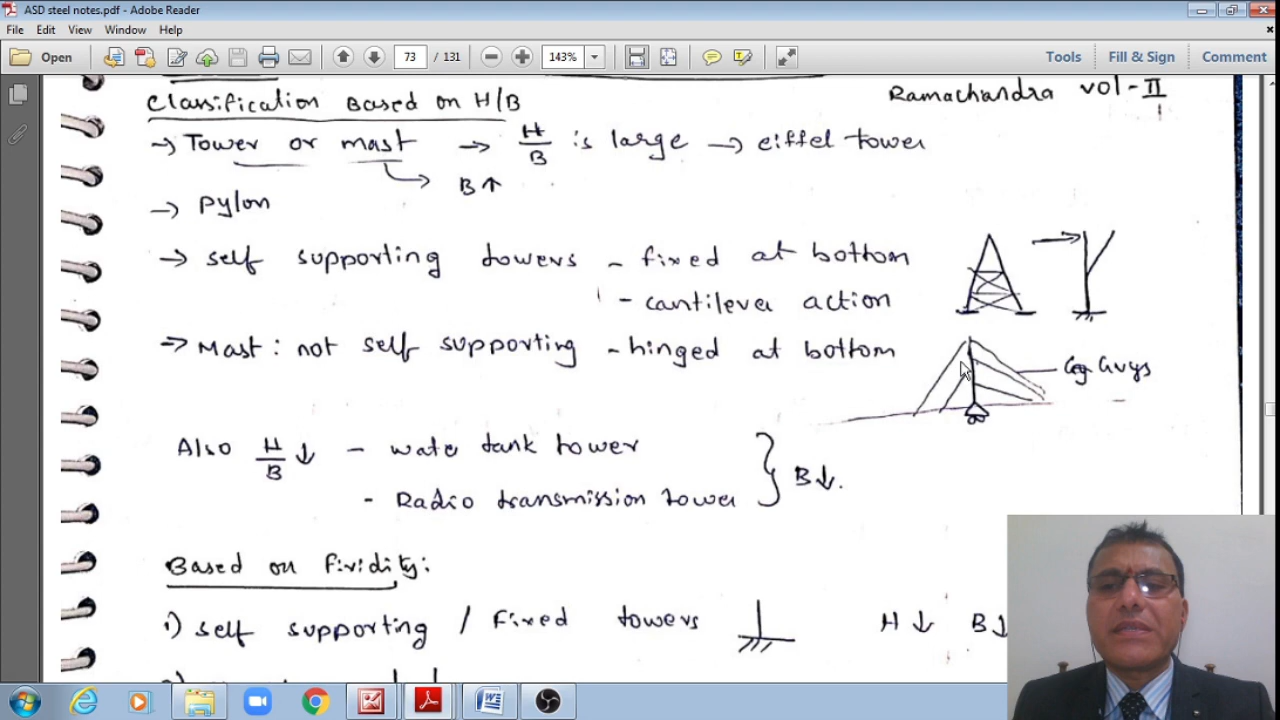 ASD steel notes.pdf - Adobe Reader
File Edit View Window Help
Open 73 / 131 143% Tools Fill & Sign Comment
Classification Based on H/B
Ramachandra vol-II
→ Tower or mast → H/B is large → eiffel tower
B↑
→ Pylon
→ self supporting towers - fixed at bottom
- cantilever action
→ Mast: not self supporting - hinged at bottom
Guys
Also H/B ↓ - wate tank tower
- Radio transmission tower
B↓.
Based on firidity:
i) self supporting / Fixed towers H↓ B↓